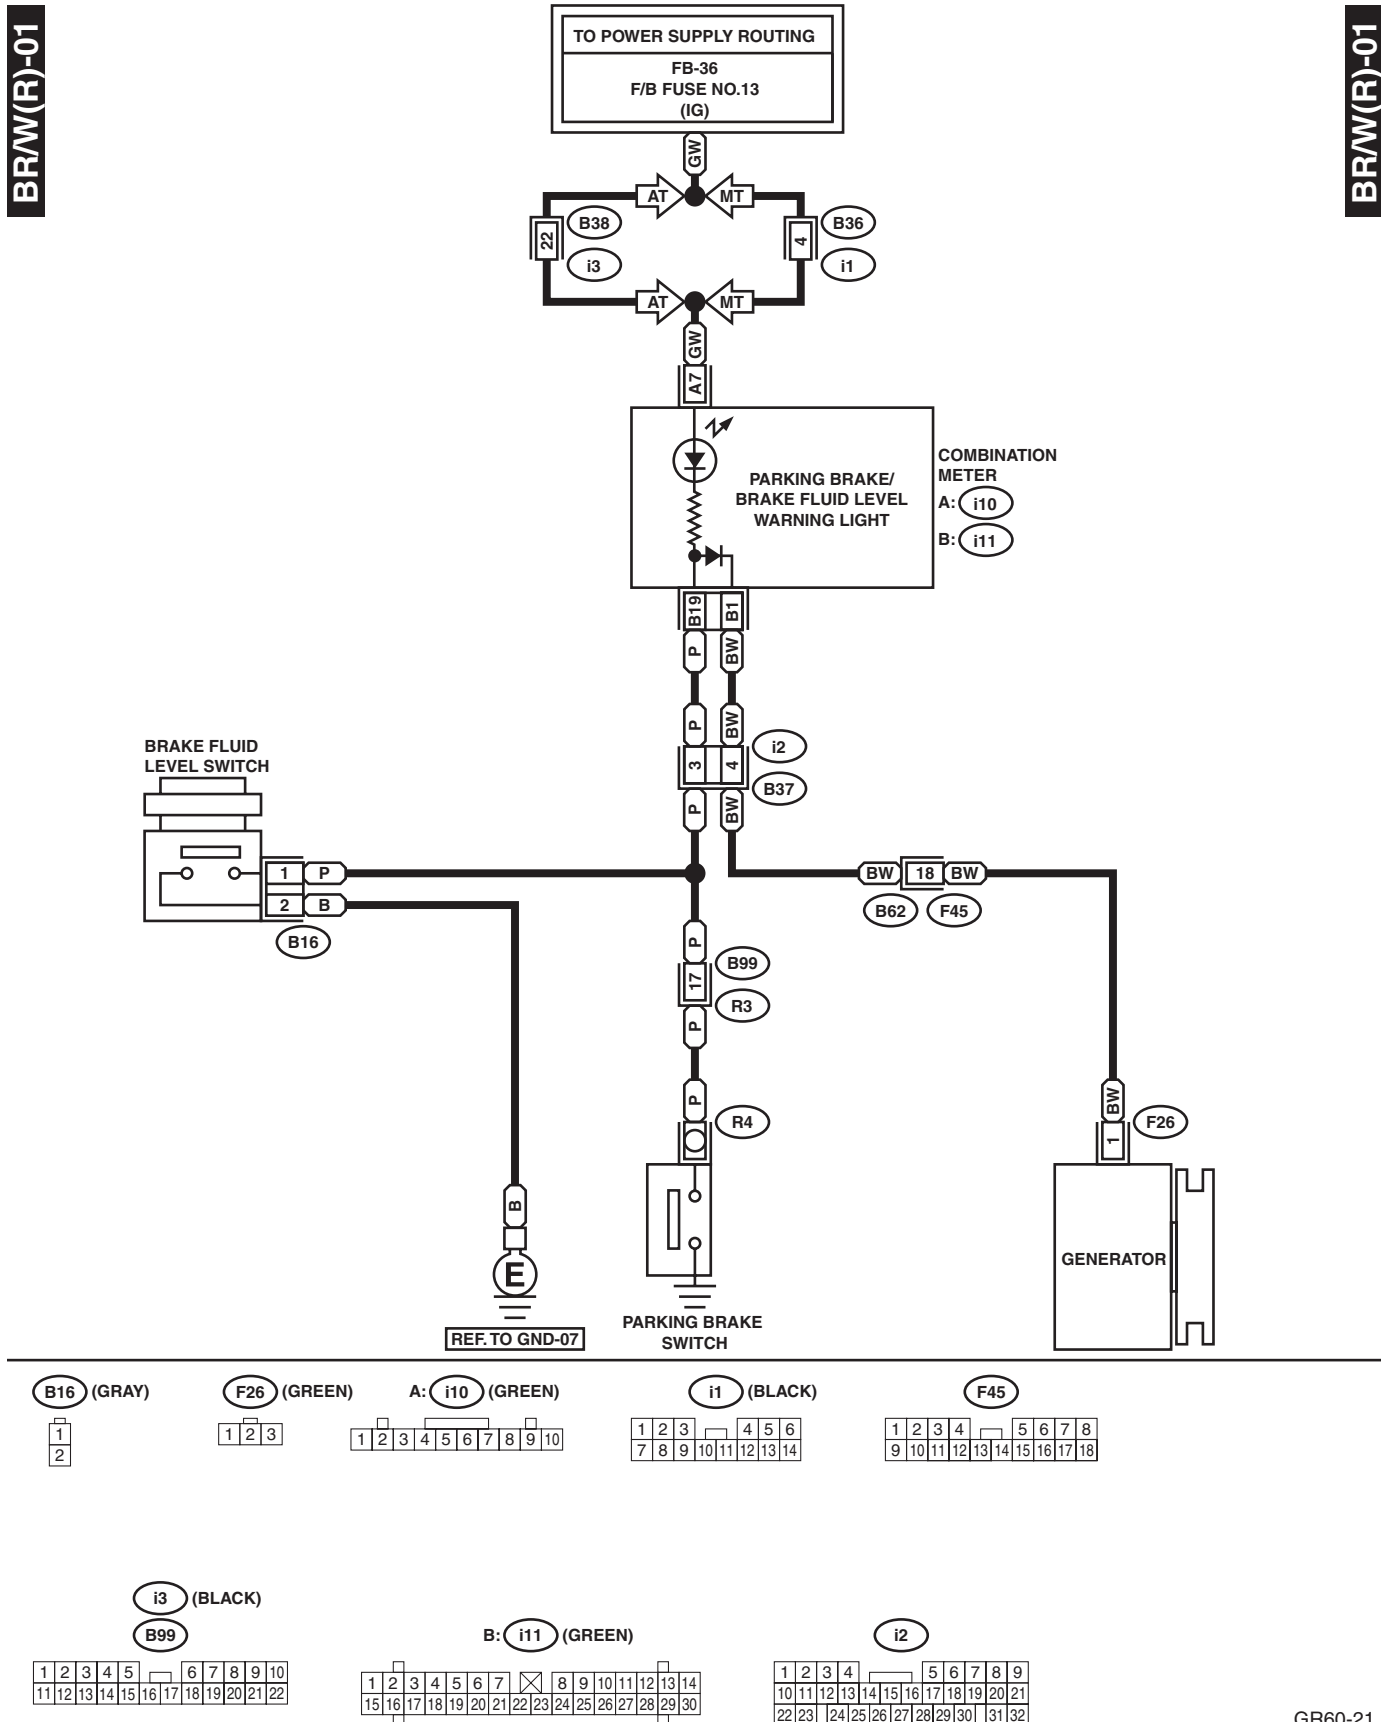 BR/W(R)-01
BR/W(R)-01
TO POWER SUPPLY ROUTING
FB-36
F/B FUSE NO.13
(IG)
GW
AT MT
22 B38 4 B36
i3 i1
AT MT
GW
A7
PARKING BRAKE/
BRAKE FLUID LEVEL
WARNING LIGHT
COMBINATION
METER
A: i10
B: i11
B19 B1
P BW
P BW
3 4 i2
B37
P BW
BRAKE FLUID
LEVEL SWITCH
1 P
2 B
B16
BW 18 BW
B62 F45
P
17 B99
R3
P
P
R4
BW
1 F26
B
E
REF. TO GND-07
PARKING BRAKE
SWITCH
GENERATOR
B16 (GRAY)
1
2
F26 (GREEN)
1 2 3
A: i10 (GREEN)
1 2 3 4 5 6 7 8 9 10
i1 (BLACK)
1 2 3 4 5 6
7 8 9 10 11 12 13 14
F45
1 2 3 4 5 6 7 8
9 10 11 12 13 14 15 16 17 18
i3 (BLACK)
B99
1 2 3 4 5 6 7 8 9 10
11 12 13 14 15 16 17 18 19 20 21 22
B: i11 (GREEN)
1 2 3 4 5 6 7 8 9 10 11 12 13 14
15 16 17 18 19 20 21 22 23 24 25 26 27 28 29 30
i2
1 2 3 4 5 6 7 8 9
10 11 12 13 14 15 16 17 18 19 20 21
22 23 24 25 26 27 28 29 30 31 32
GR60-21